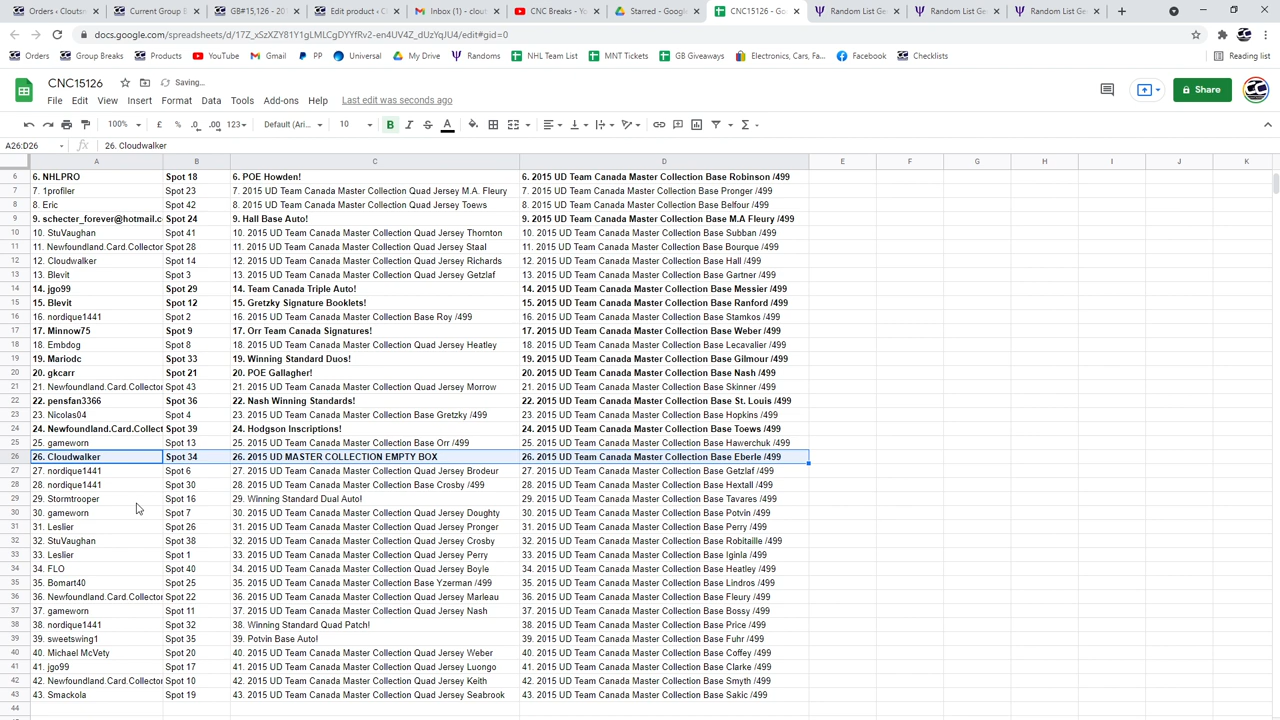 Orders ‹ Cloutsn
Current Group B
GB#15,126 - 201
Edit product ‹ C
Inbox (1) - clout
CNC Breaks - Yo
Starred - Google
CNC15126 - Go
Random List Ge
Random List Gen
Random List Ge
docs.google.com/spreadsheets/d/
Orders
Group Breaks
Products
YouTube
Gmail
Randoms
PP
Universal
My Drive
Orders
NHL Team List
MNT Tickets
GB Giveaways
Electronics, Cars, Fa...
Facebook
Checklists
Reading list
CNC15126
Saving...
File Edit View Insert Format Data Tools Add-ons Help Last edit was seconds ago
Share
100% £ % .0 .00 123 Default (Ari... 10 B I S A
A26:D26 fx 26. Cloudwalker
A B C D E F G H I J K
6 6. NHLPRO Spot 18 6. POE Howden! 6. 2015 UD Team Canada Master Collection Base Robinson /499
7 7. 1profiler Spot 23 7. 2015 UD Team Canada Master Collection Quad Jersey M.A. Fleury 7. 2015 UD Team Canada Master Collection Base Pronger /499
8 8. Eric Spot 42 8. 2015 UD Team Canada Master Collection Quad Jersey Toews 8. 2015 UD Team Canada Master Collection Base Belfour /499
9 9. schecter_forever@hotmail.c Spot 24 9. Hall Base Auto! 9. 2015 UD Team Canada Master Collection Base M.A Fleury /499
10 10. StuVaughan Spot 41 10. 2015 UD Team Canada Master Collection Quad Jersey Thornton 10. 2015 UD Team Canada Master Collection Base Subban /499
11 11. Newfoundland.Card.Collector Spot 28 11. 2015 UD Team Canada Master Collection Quad Jersey Staal 11. 2015 UD Team Canada Master Collection Base Bourque /499
12 12. Cloudwalker Spot 14 12. 2015 UD Team Canada Master Collection Quad Jersey Richards 12. 2015 UD Team Canada Master Collection Base Hall /499
13 13. Blevit Spot 3 13. 2015 UD Team Canada Master Collection Quad Jersey Getzlaf 13. 2015 UD Team Canada Master Collection Base Gartner /499
14 14. jgo99 Spot 29 14. Team Canada Triple Auto! 14. 2015 UD Team Canada Master Collection Base Messier /499
15 15. Blevit Spot 12 15. Gretzky Signature Booklets! 15. 2015 UD Team Canada Master Collection Base Ranford /499
16 16. nordique1441 Spot 2 16. 2015 UD Team Canada Master Collection Base Roy /499 16. 2015 UD Team Canada Master Collection Base Stamkos /499
17 17. Minnow75 Spot 9 17. Orr Team Canada Signatures! 17. 2015 UD Team Canada Master Collection Base Weber /499
18 18. Embdog Spot 8 18. 2015 UD Team Canada Master Collection Quad Jersey Heatley 18. 2015 UD Team Canada Master Collection Base Lecavalier /499
19 19. Mariodc Spot 33 19. Winning Standard Duos! 19. 2015 UD Team Canada Master Collection Base Gilmour /499
20 20. gkcarr Spot 21 20. POE Gallagher! 20. 2015 UD Team Canada Master Collection Base Nash /499
21 21. Newfoundland.Card.Collector Spot 43 21. 2015 UD Team Canada Master Collection Quad Jersey Morrow 21. 2015 UD Team Canada Master Collection Base Skinner /499
22 22. pensfan3366 Spot 36 22. Nash Winning Standards! 22. 2015 UD Team Canada Master Collection Base St. Louis /499
23 23. Nicolas04 Spot 4 23. 2015 UD Team Canada Master Collection Base Gretzky /499 23. 2015 UD Team Canada Master Collection Base Hopkins /499
24 24. Newfoundland.Card.Collect Spot 39 24. Hodgson Inscriptions! 24. 2015 UD Team Canada Master Collection Base Toews /499
25 25. gameworn Spot 13 25. 2015 UD Team Canada Master Collection Base Orr /499 25. 2015 UD Team Canada Master Collection Base Hawerchuk /499
26 26. Cloudwalker Spot 34 26. 2015 UD MASTER COLLECTION EMPTY BOX 26. 2015 UD Team Canada Master Collection Base Eberle /499
27 27. nordique1441 Spot 6 27. 2015 UD Team Canada Master Collection Quad Jersey Brodeur 27. 2015 UD Team Canada Master Collection Base Getzlaf /499
28 28. nordique1441 Spot 30 28. 2015 UD Team Canada Master Collection Base Crosby /499 28. 2015 UD Team Canada Master Collection Base Hextall /499
29 29. Stormtrooper Spot 16 29. Winning Standard Dual Auto! 29. 2015 UD Team Canada Master Collection Base Tavares /499
30 30. gameworn Spot 7 30. 2015 UD Team Canada Master Collection Quad Jersey Doughty 30. 2015 UD Team Canada Master Collection Base Potvin /499
31 31. Leslier Spot 26 31. 2015 UD Team Canada Master Collection Quad Jersey Pronger 31. 2015 UD Team Canada Master Collection Base Perry /499
32 32. StuVaughan Spot 38 32. 2015 UD Team Canada Master Collection Quad Jersey Crosby 32. 2015 UD Team Canada Master Collection Base Robitaille /499
33 33. Leslier Spot 1 33. 2015 UD Team Canada Master Collection Quad Jersey Perry 33. 2015 UD Team Canada Master Collection Base Iginla /499
34 34. FLO Spot 40 34. 2015 UD Team Canada Master Collection Quad Jersey Boyle 34. 2015 UD Team Canada Master Collection Base Heatley /499
35 35. Bomart40 Spot 25 35. 2015 UD Team Canada Master Collection Base Yzerman /499 35. 2015 UD Team Canada Master Collection Base Lindros /499
36 36. Newfoundland.Card.Collector Spot 22 36. 2015 UD Team Canada Master Collection Quad Jersey Marleau 36. 2015 UD Team Canada Master Collection Base Fleury /499
37 37. gameworn Spot 11 37. 2015 UD Team Canada Master Collection Quad Jersey Nash 37. 2015 UD Team Canada Master Collection Base Bossy /499
38 38. nordique1441 Spot 32 38. Winning Standard Quad Patch! 38. 2015 UD Team Canada Master Collection Base Price /499
39 39. sweetswing1 Spot 35 39. Potvin Base Auto! 39. 2015 UD Team Canada Master Collection Base Fuhr /499
40 40. Michael McVety Spot 20 40. 2015 UD Team Canada Master Collection Quad Jersey Weber 40. 2015 UD Team Canada Master Collection Base Coffey /499
41 41. jgo99 Spot 17 41. 2015 UD Team Canada Master Collection Quad Jersey Luongo 41. 2015 UD Team Canada Master Collection Base Clarke /499
42 42. Newfoundland.Card.Collector Spot 10 42. 2015 UD Team Canada Master Collection Quad Jersey Keith 42. 2015 UD Team Canada Master Collection Base Smyth /499
43 43. Smackola Spot 19 43. 2015 UD Team Canada Master Collection Quad Jersey Seabrook 43. 2015 UD Team Canada Master Collection Base Sakic /499
44